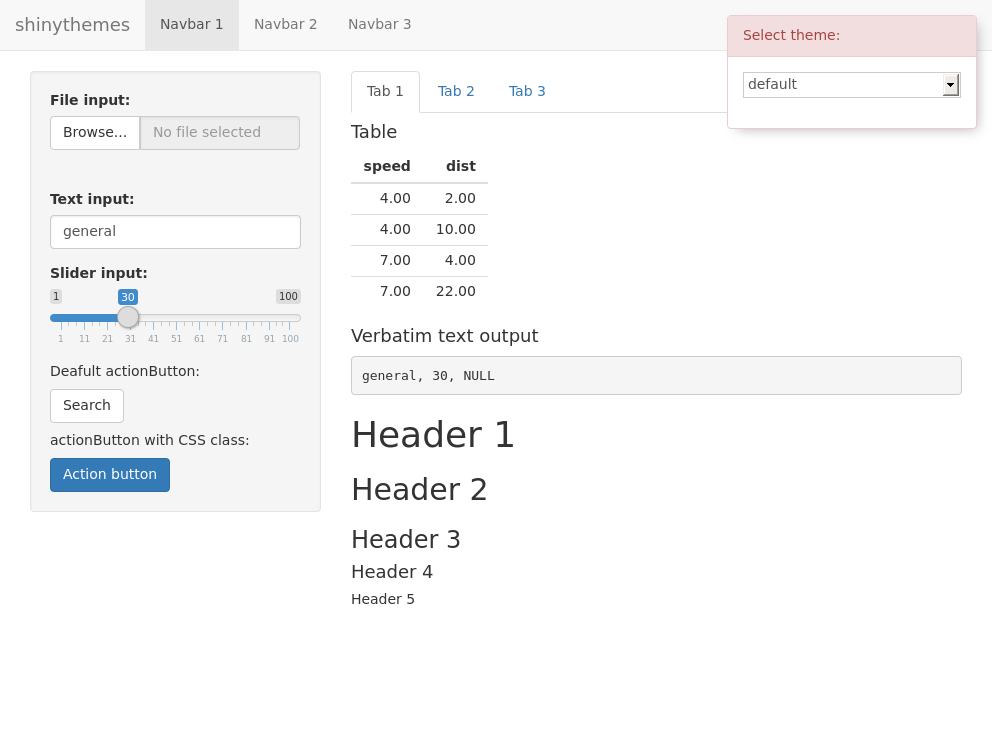 shinythemes Navbar 1 Navbar 2 Navbar 3
Select theme:
default
File input:
Browse... No file selected
Text input:
general
Slider input:
1 30 100
1 11 21 31 41 51 61 71 81 91 100
Deafult actionButton:
Search
actionButton with CSS class:
Action button
Tab 1 Tab 2 Tab 3
Table
speed dist
4.00 2.00
4.00 10.00
7.00 4.00
7.00 22.00
Verbatim text output
general, 30, NULL
Header 1
Header 2
Header 3
Header 4
Header 5